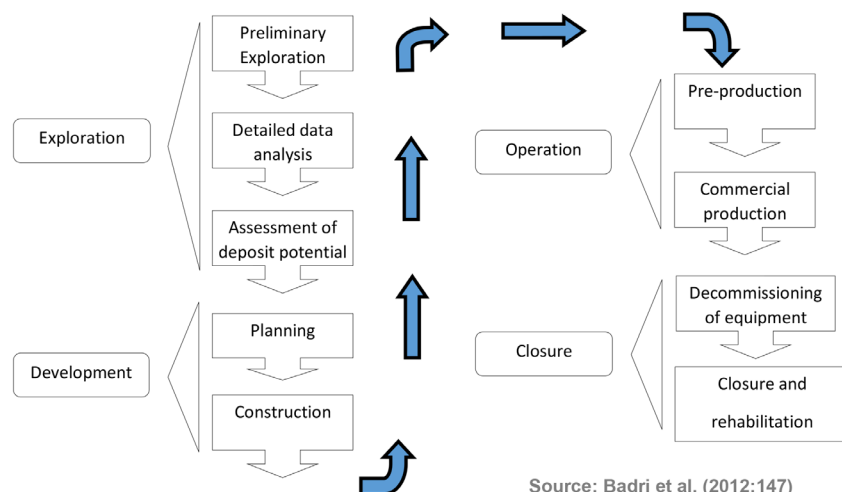 Exploration
Preliminary
Exploration
Detailed data
analysis
Assessment of
deposit potential
Development
Planning
Construction
Operation
Pre-production
Commercial
production
Closure
Decommissioning
of equipment
Closure and
rehabilitation
Source: Badri et al. (2012:147)